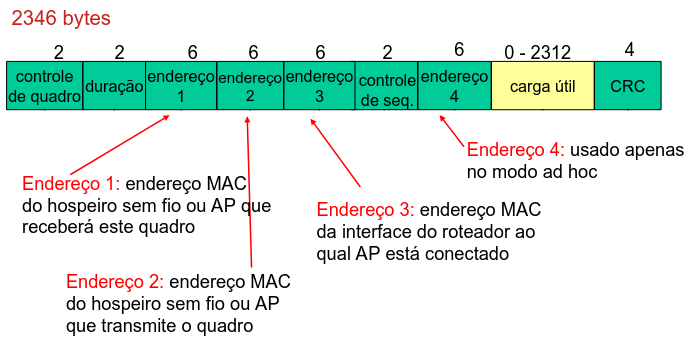 2346 bytes
2 2 6 6 6 2 6 0 - 2312 4
controle de quadro
duração
endereço 1
endereço 2
endereço 3
controle de seq.
endereço 4
carga útil
CRC
Endereço 1: endereço MAC
do hospeiro sem fio ou AP que
receberá este quadro
Endereço 2: endereço MAC
do hospeiro sem fio ou AP
que transmite o quadro
Endereço 3: endereço MAC
da interface do roteador ao
qual AP está conectado
Endereço 4: usado apenas
no modo ad hoc